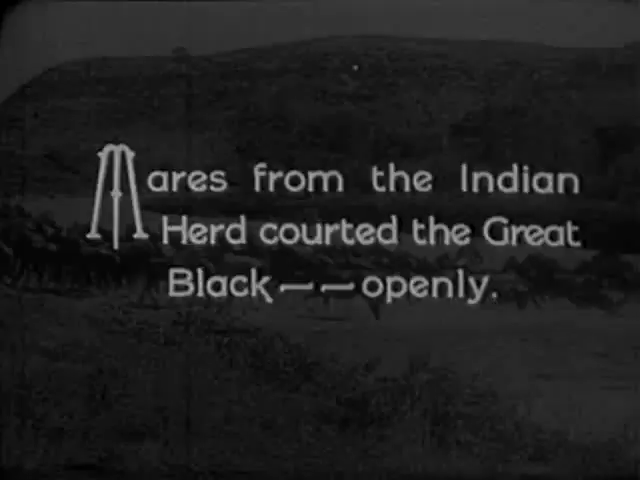 Mares from the Indian
Herd courted the Great
Black — — openly.